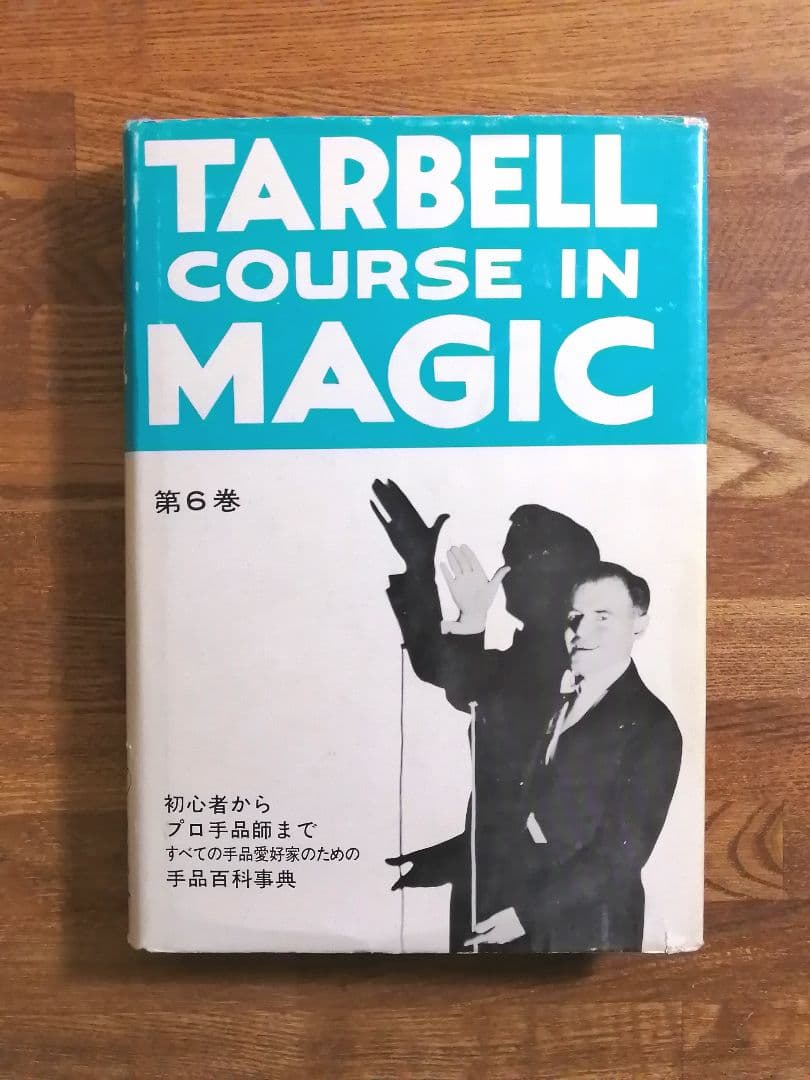 TARBELL
COURSE IN
MAGIC
第6巻
初心者から
プロ手品師まで
すべての手品愛好家のための
手品百科事典